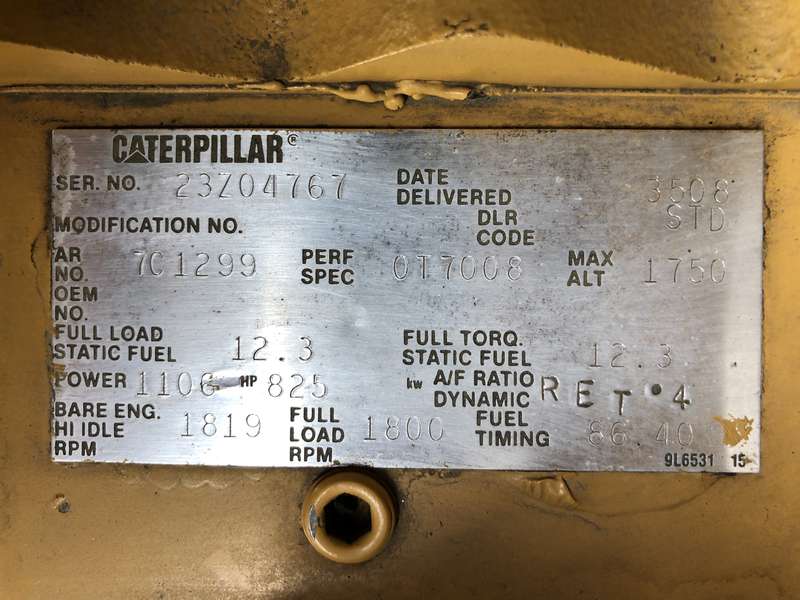 CATERPILLAR®
SER. NO. 23Z04767 DATE DELIVERED 3508
MODIFICATION NO. DLR CODE STD
AR NO. 7C1299 PERF SPEC 0T7008 MAX ALT 1750
OEM NO.
FULL LOAD STATIC FUEL 12.3 FULL TORQ. STATIC FUEL 12.3
POWER 1106 HP 825 kW A/F RATIO DYNAMIC RET •4
BARE ENG. HI IDLE RPM 1819 FULL LOAD RPM 1800 FUEL TIMING 86.40
9L6531 15